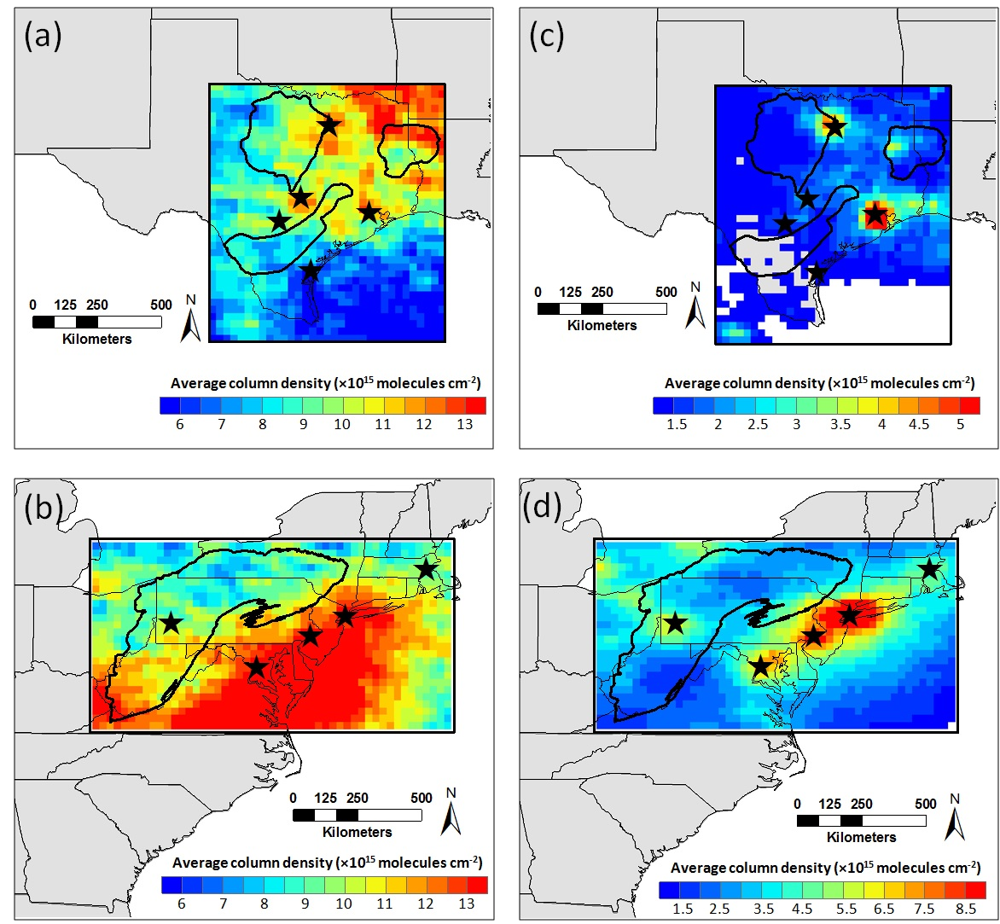 (a)
0 125 250 500
Kilometers
N
Average column density (×10¹⁵ molecules cm⁻²)
6 7 8 9 10 11 12 13
(c)
0 125 250 500
Kilometers
N
Average column density (×10¹⁵ molecules cm⁻²)
1.5 2 2.5 3 3.5 4 4.5 5
(b)
0 125 250 500
Kilometers
N
Average column density (×10¹⁵ molecules cm⁻²)
6 7 8 9 10 11 12 13
(d)
0 125 250 500
Kilometers
N
Average column density (×10¹⁵ molecules cm⁻²)
1.5 2.5 3.5 4.5 5.5 6.5 7.5 8.5